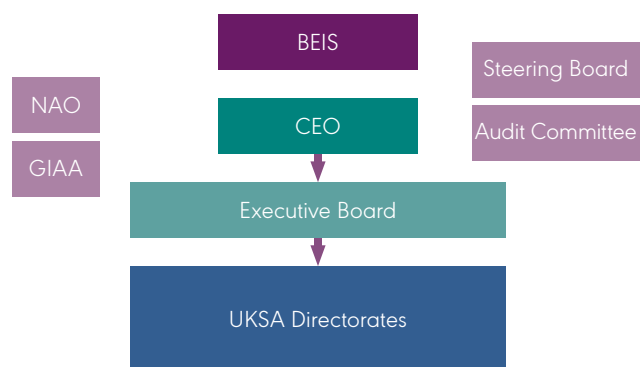 BEIS
Steering Board
NAO
CEO
Audit Committee
GIAA
Executive Board
UKSA Directorates